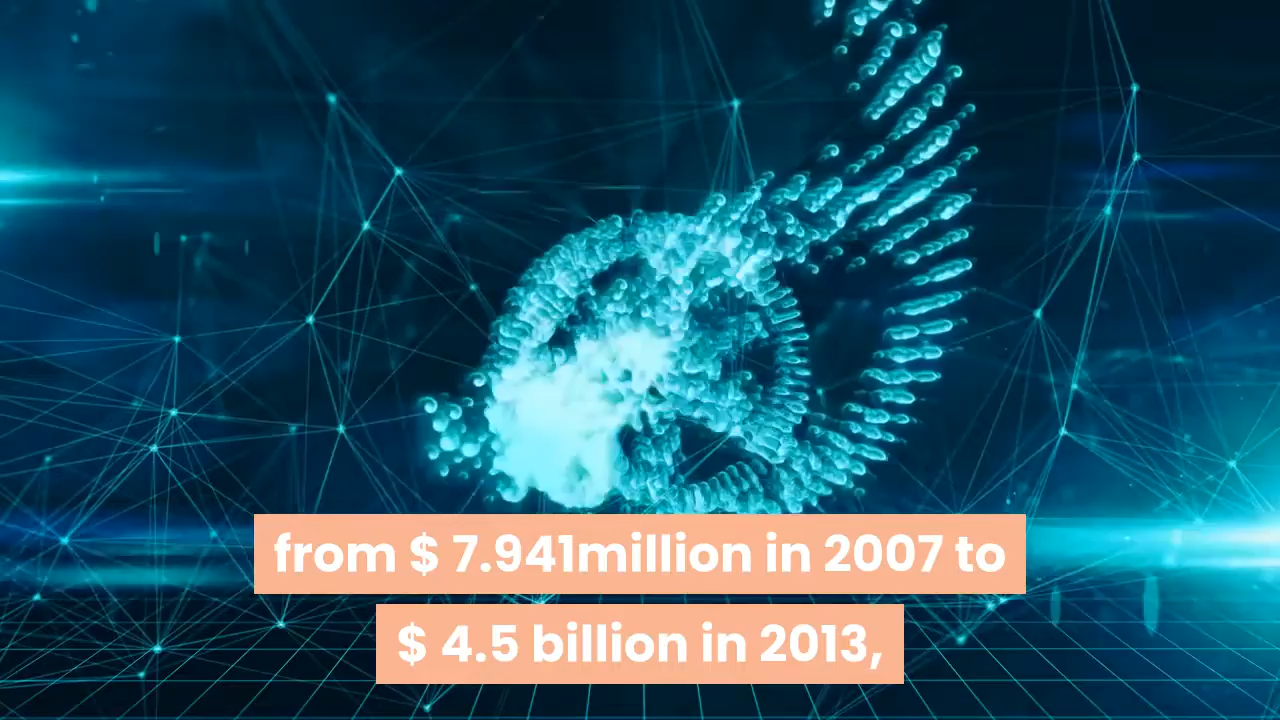 from $ 7.941million in 2007 to
$ 4.5 billion in 2013,